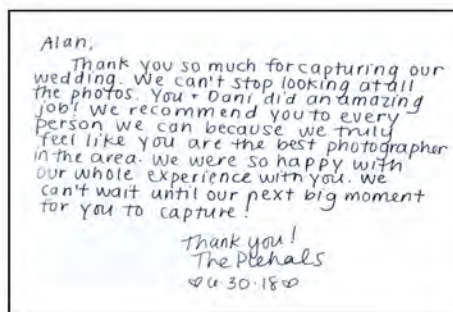 Alan,
Thank you so much for capturing our
wedding. We can't stop looking at all
the photos. You + Dani did an amazing
job! We recommend you to every
person we can because we truly
feel like you are the best photographer
in the area. We were so happy with
our whole experience with you. We
can't wait until our next big moment
for you to capture!
Thank you!
The
30.18